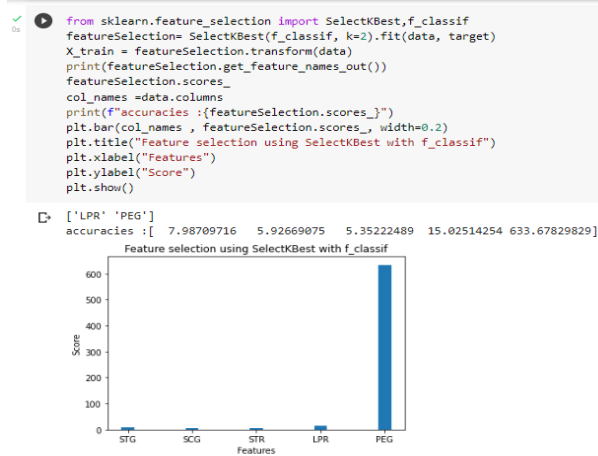 from sklearn.feature_selection import SelectKBest,f_classif
0s
featureSelection= SelectKBest(f_classif, k=2).fit(data, target)
X_train = featureSelection.transform(data)
print(featureSelection.get_feature_names_out())
featureSelection.scores_
col_names =data.columns
print(f"accuracies :{featureSelection.scores_}")
plt.bar(col_names , featureSelection.scores_, width=0.2)
plt.title("Feature selection using SelectKBest with f_classif")
plt.xlabel("Features")
plt.ylabel("Score")
plt.show()
['LPR' 'PEG']
accuracies :[  7.98709716   5.92669075   5.35222489  15.02514254 633.67829829]
Feature selection using SelectKBest with f_classif
600
500
400
300
200
100
0
Score
STG SCG STR LPR PEG
Features